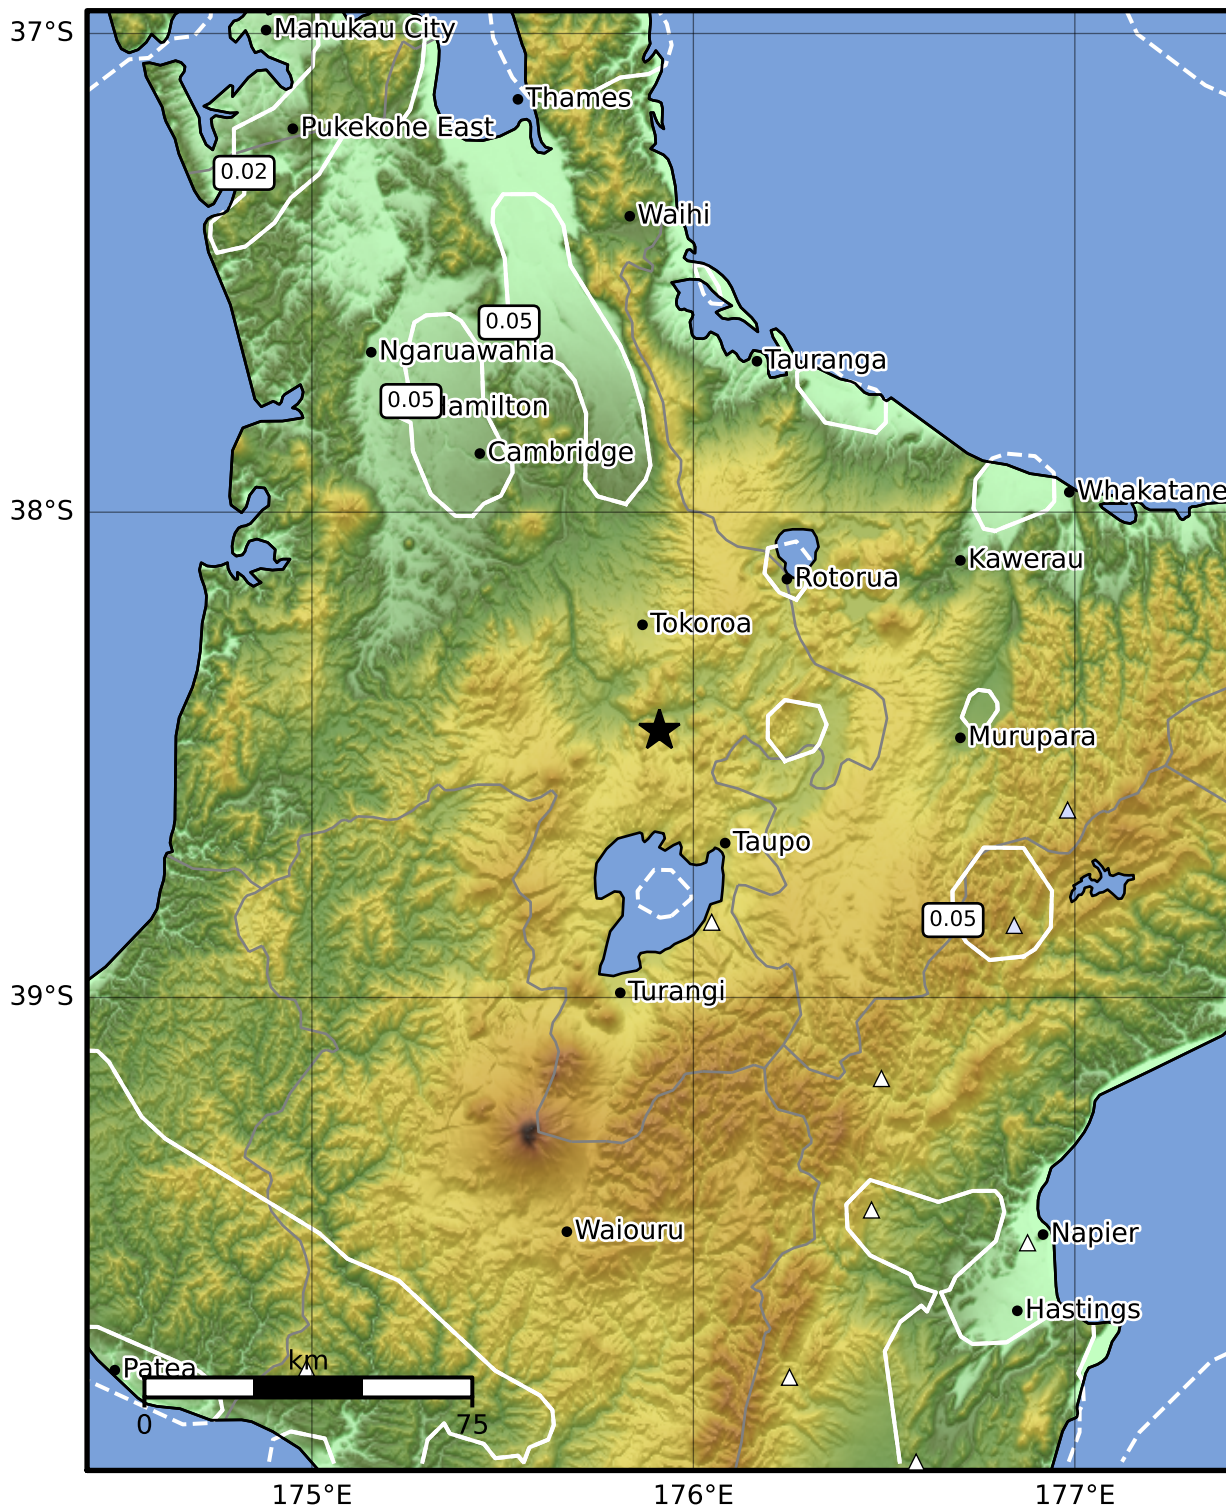 37°S
Manukau City
Thames
Pukekohe East
0.02
Waihi
0.05
Ngaruawahia
Tauranga
0.05
amilton
Cambridge
38°S
Whakatane
Kawerau
Rotorua
Tokoroa
Murupara
Taupo
0.05
39°S
Turangi
Waiouru
Napier
Hastings
km
Patea
0
75
175°E
176°E
177°E